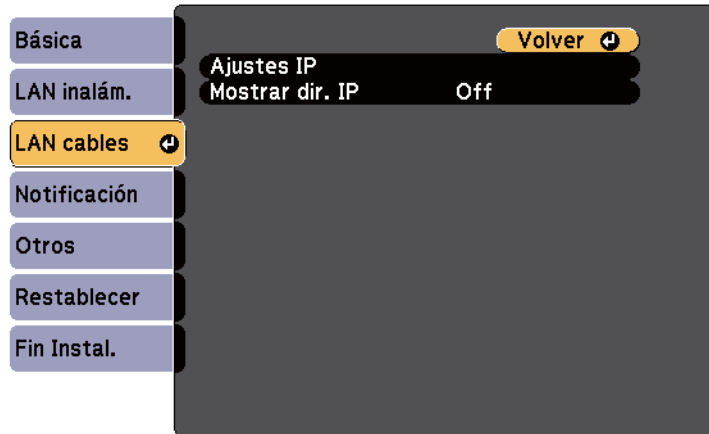 Básica
LAN inalám.
LAN cables
Notificación
Otros
Restablecer
Fin Instal.
Volver
Ajustes IP
Mostrar dir. IP Off